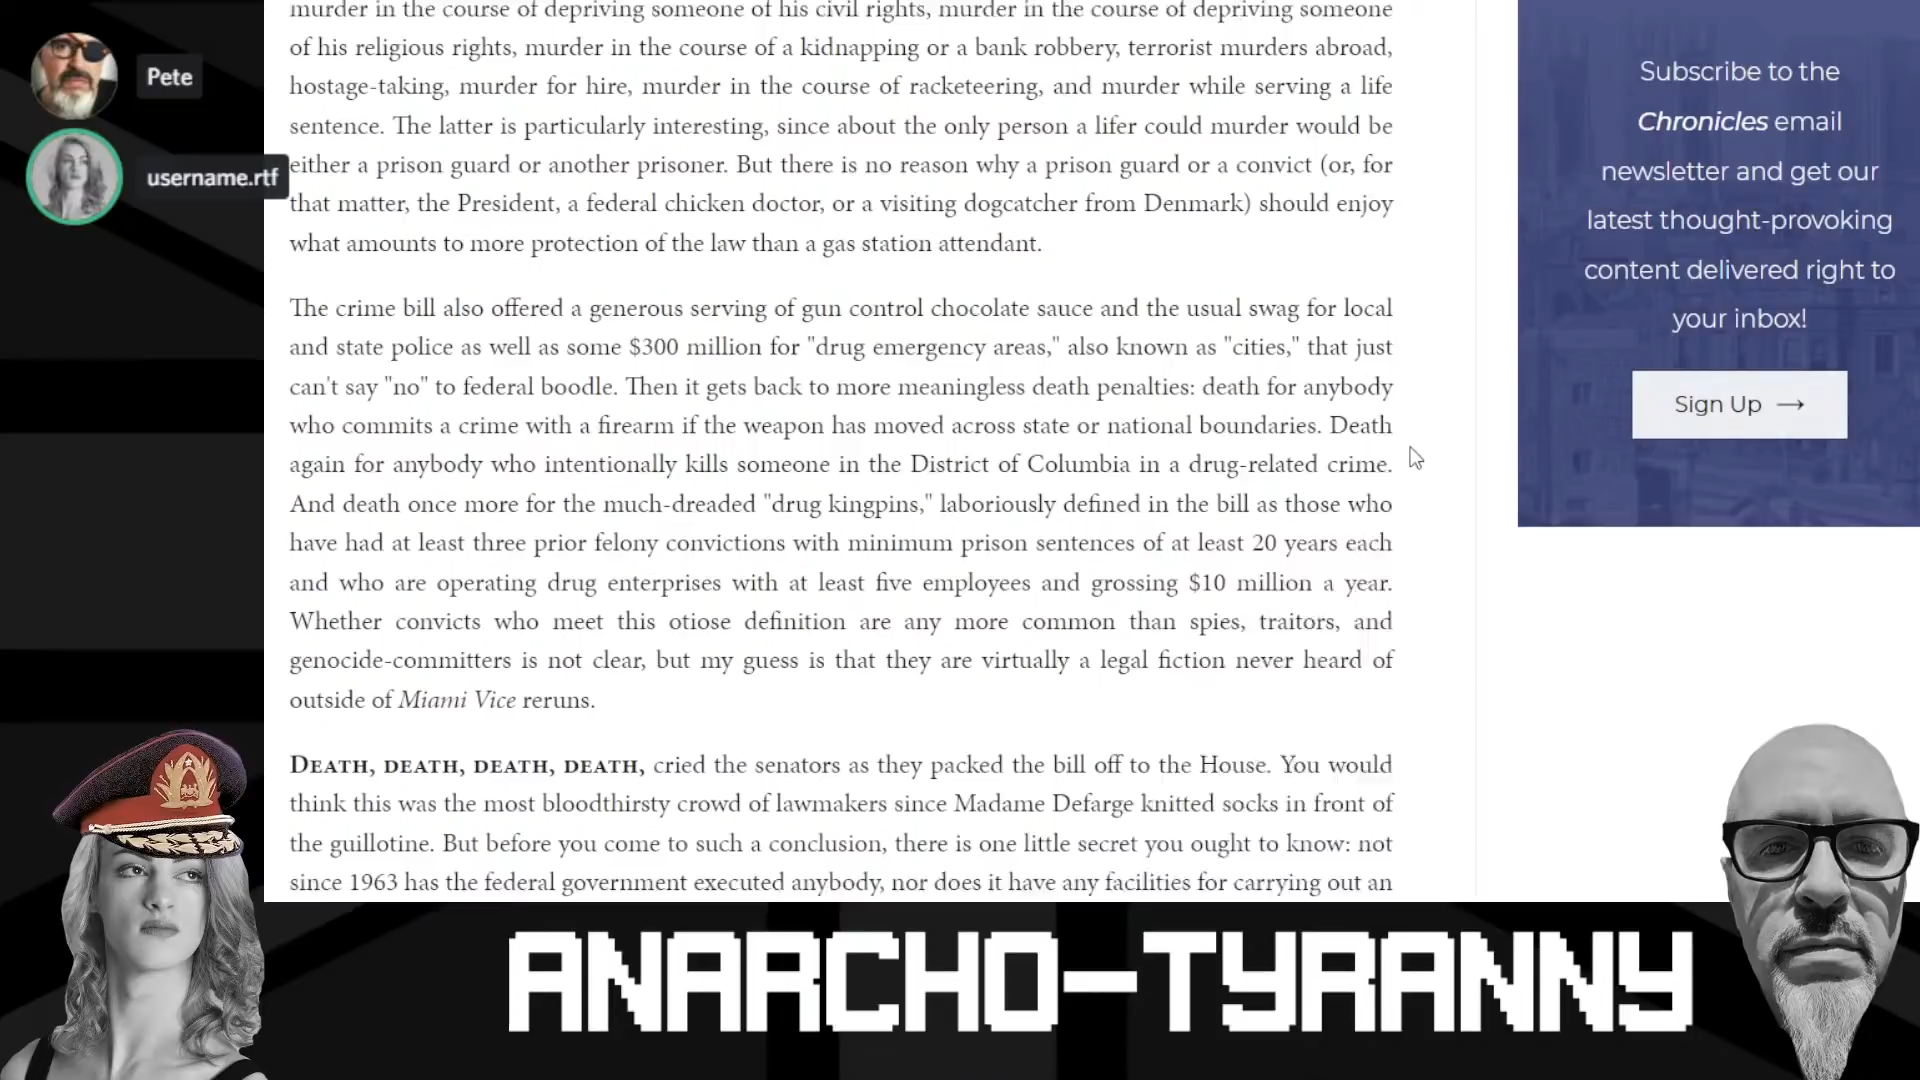 Pete
username.rtf
murder in the course of depriving someone of his civil rights, murder in the course of depriving someone
of his religious rights, murder in the course of a kidnapping or a bank robbery, terrorist murders abroad,
hostage-taking, murder for hire, murder in the course of racketeering, and murder while serving a life
sentence. The latter is particularly interesting, since about the only person a lifer could murder would be
either a prison guard or another prisoner. But there is no reason why a prison guard or a convict (or, for
that matter, the President, a federal chicken doctor, or a visiting dogcatcher from Denmark) should enjoy
what amounts to more protection of the law than a gas station attendant.
The crime bill also offered a generous serving of gun control chocolate sauce and the usual swag for local
and state police as well as some $300 million for "drug emergency areas," also known as "cities," that just
can't say "no" to federal boodle. Then it gets back to more meaningless death penalties: death for anybody
who commits a crime with a firearm if the weapon has moved across state or national boundaries. Death
again for anybody who intentionally kills someone in the District of Columbia in a drug-related crime.
And death once more for the much-dreaded "drug kingpins," laboriously defined in the bill as those who
have had at least three prior felony convictions with minimum prison sentences of at least 20 years each
and who are operating drug enterprises with at least five employees and grossing $10 million a year.
Whether convicts who meet this otiose definition are any more common than spies, traitors, and
genocide-committers is not clear, but my guess is that they are virtually a legal fiction never heard of
outside of Miami Vice reruns.
DEATH, DEATH, DEATH, DEATH, cried the senators as they packed the bill off to the House. You would
think this was the most bloodthirsty crowd of lawmakers since Madame Defarge knitted socks in front of
the guillotine. But before you come to such a conclusion, there is one little secret you ought to know: not
since 1963 has the federal government executed anybody, nor does it have any facilities for carrying out an
Subscribe to the
Chronicles email
newsletter and get our
latest thought-provoking
content delivered right to
your inbox!
Sign Up →
ANARCHO-TYRANNY